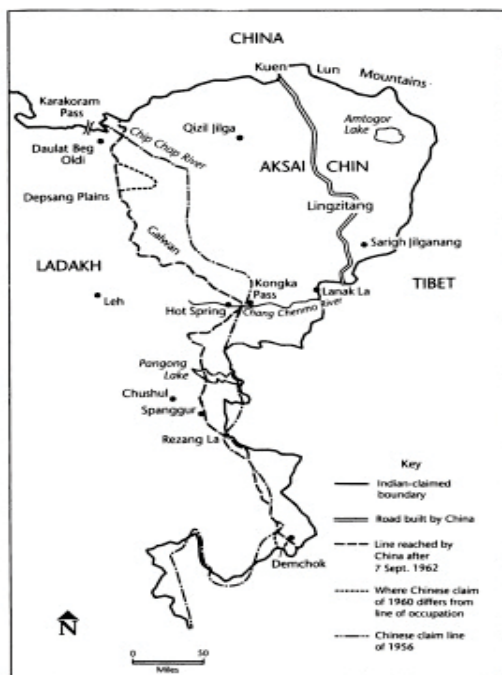 CHINA
Kuen Lun Mountains
Karakoram
Pass
Chip Chap River
Qizil Jilga
Amtogor
Lake
Daulat Beg
Oldi
AKSAI CHIN
Depsang Plains
Lingzitang
Galwan
Sarigh Jilganang
LADAKH
Kongka
Pass
Lanak La
TIBET
Leh
Hot Spring
Chang Chenmo River
Pangong
Lake
Chushul
Spanggur
Rezang La
Demchok
Key
Indian-claimed
boundary
Road built by China
Line reached by
China after
7 Sept. 1962
Where Chinese claim
of 1960 differs from
line of occupation
Chinese claim line
of 1956
N
0 50
Miles